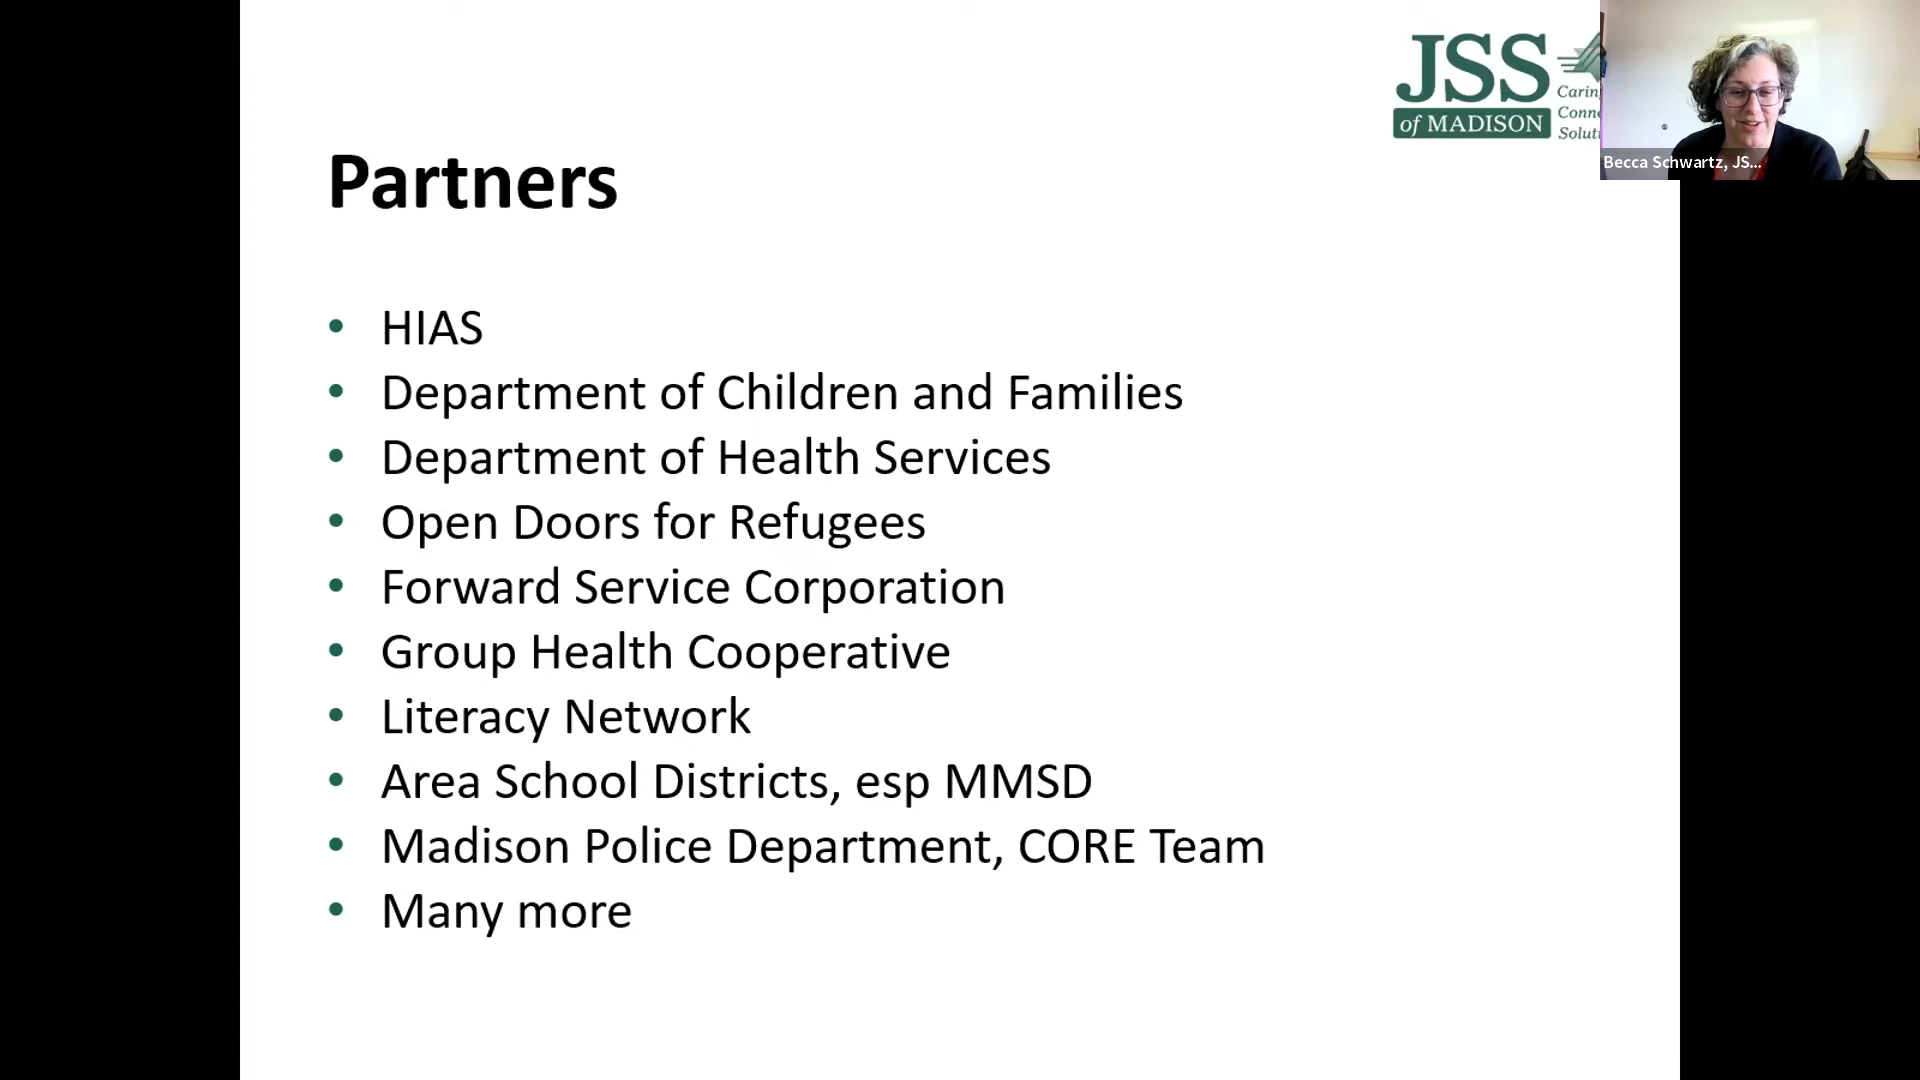 JSS
of MADISON
Partners
Becca Schwartz, JS...
• HIAS
• Department of Children and Families
• Department of Health Services
• Open Doors for Refugees
• Forward Service Corporation
• Group Health Cooperative
• Literacy Network
• Area School Districts, esp MMSD
• Madison Police Department, CORE Team
• Many more